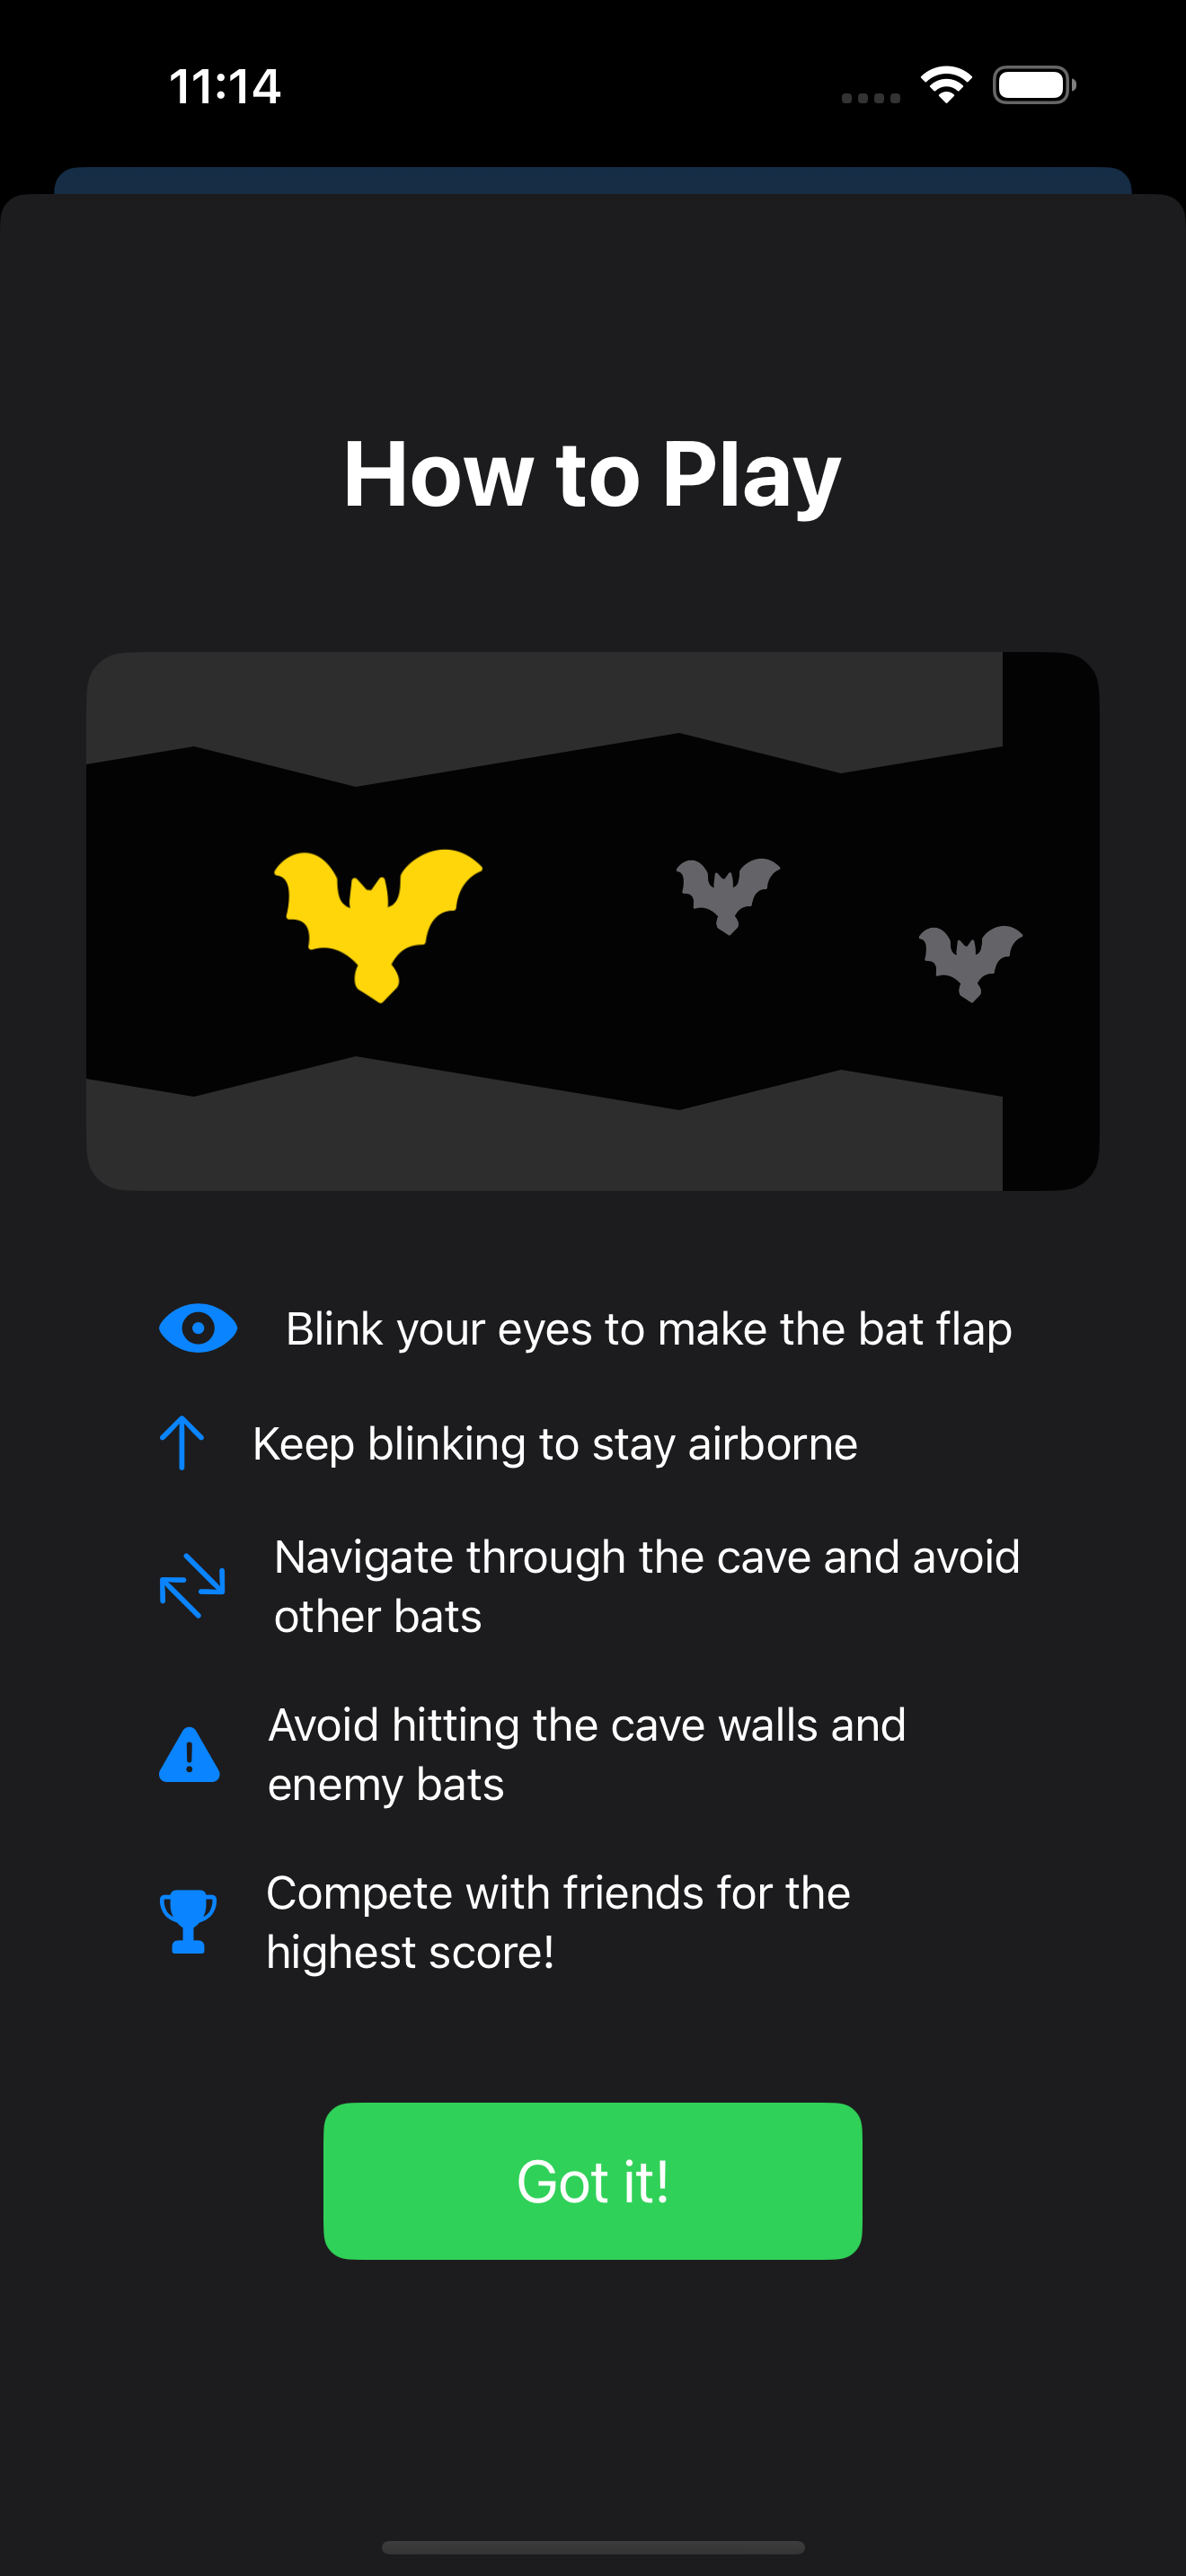 11:14
How to Play
Blink your eyes to make the bat flap
Keep blinking to stay airborne
Navigate through the cave and avoid
other bats
Avoid hitting the cave walls and
enemy bats
Compete with friends for the
highest score!
Got it!